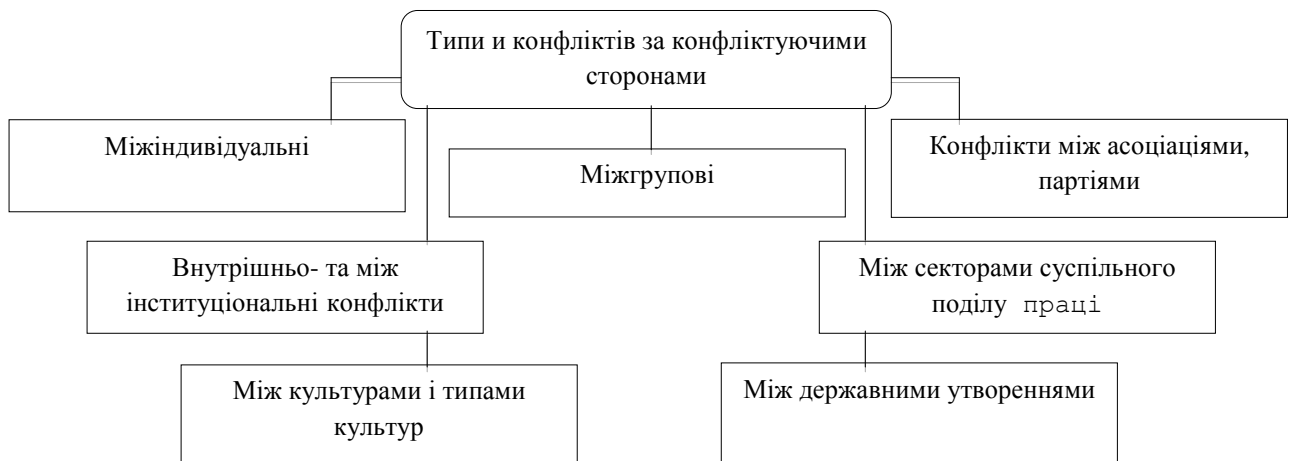 Типи и конфліктів за конфліктуючими
сторонами
Міжіндивідуальні
Міжгрупові
Конфлікти між асоціаціями,
партіями
Внутрішньо- та між
інституціональні конфлікти
Між секторами суспільного
поділу праці
Між культурами і типами
культур
Між державними утвореннями